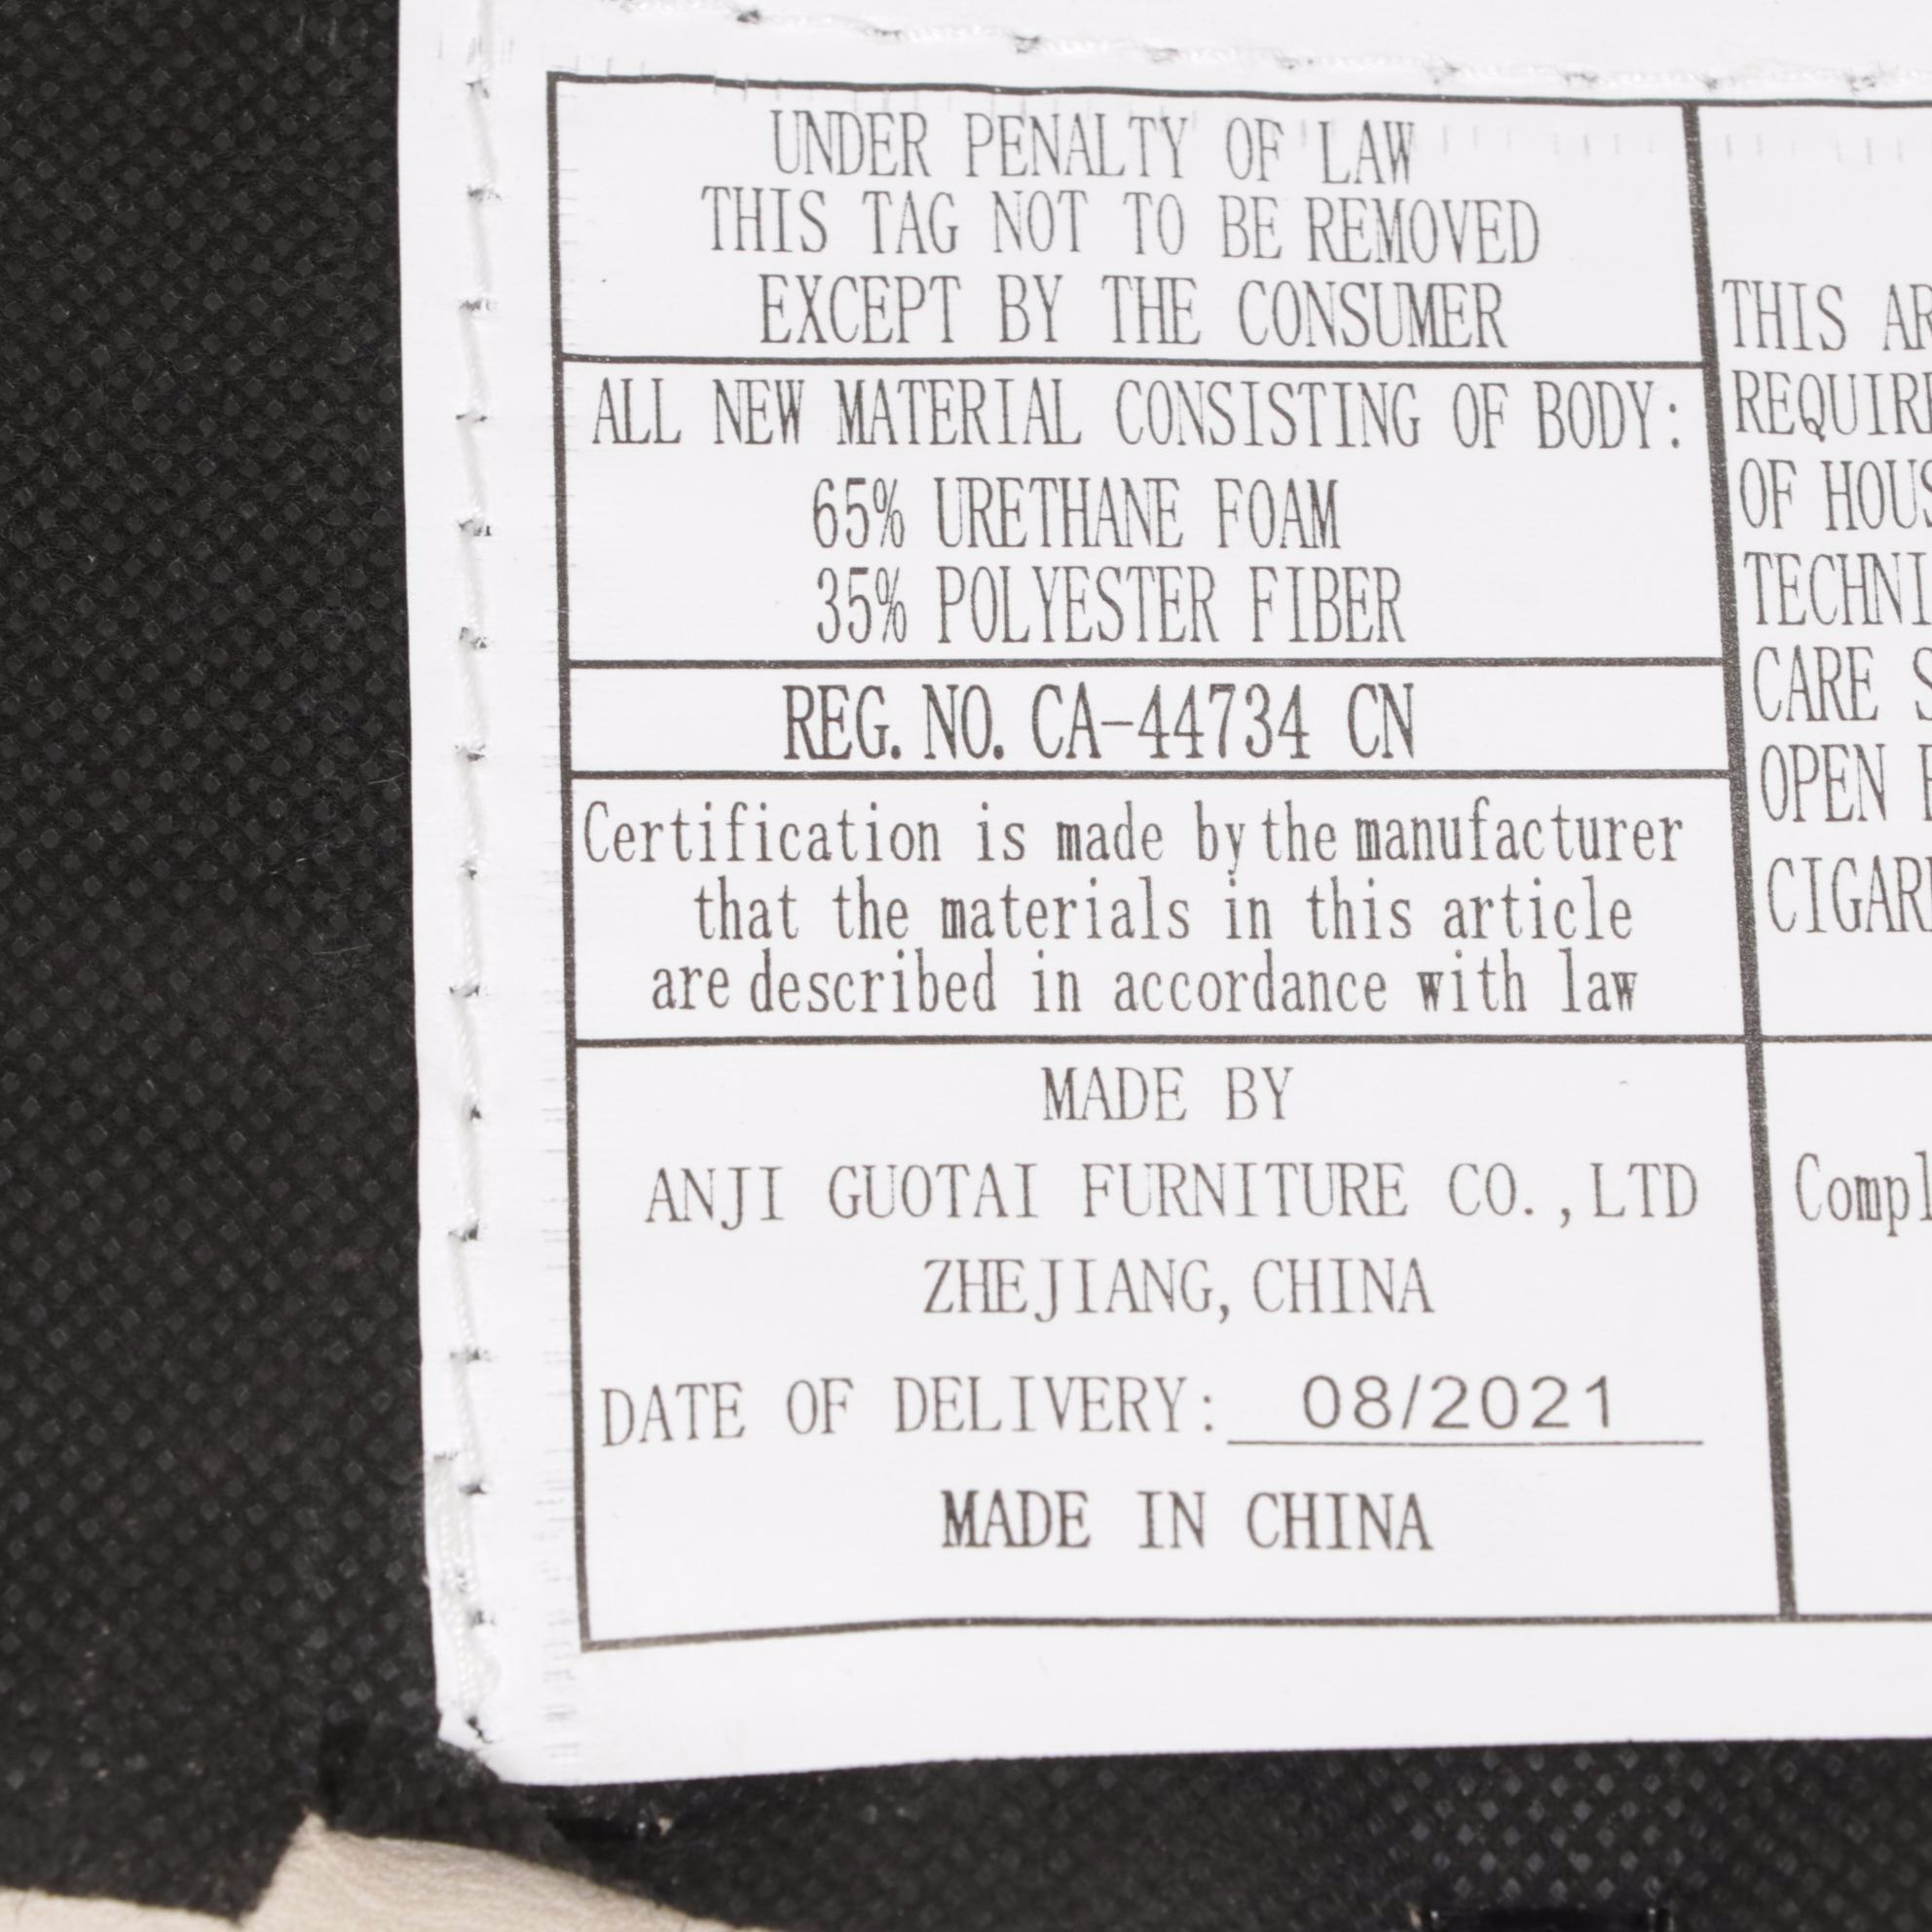 UNDER PENALTY OF LAW
THIS TAG NOT TO BE REMOVED
EXCEPT BY THE CONSUMER
ALL NEW MATERIAL CONSISTING OF BODY:
65% URETHANE FOAM
35% POLYESTER FIBER
REG. NO. CA-44734 CN
Certification is made by the manufacturer
that the materials in this article
are described in accordance with law
MADE BY
ANJI GUOTAI FURNITURE CO.,LTD
ZHEJIANG, CHINA
DATE OF DELIVERY: 08/2021
MADE IN CHINA
THIS
OF
CARE
OPEN